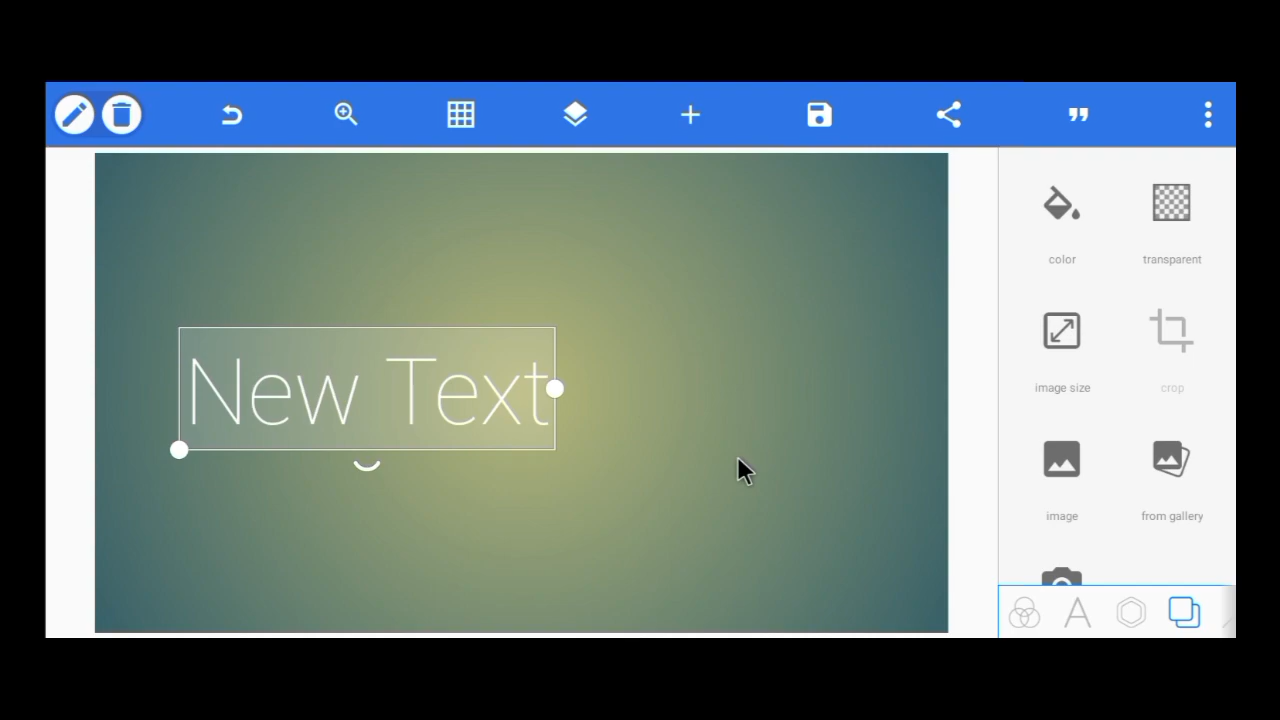 color
transparent
New Text
image size
crop
image
from gallery